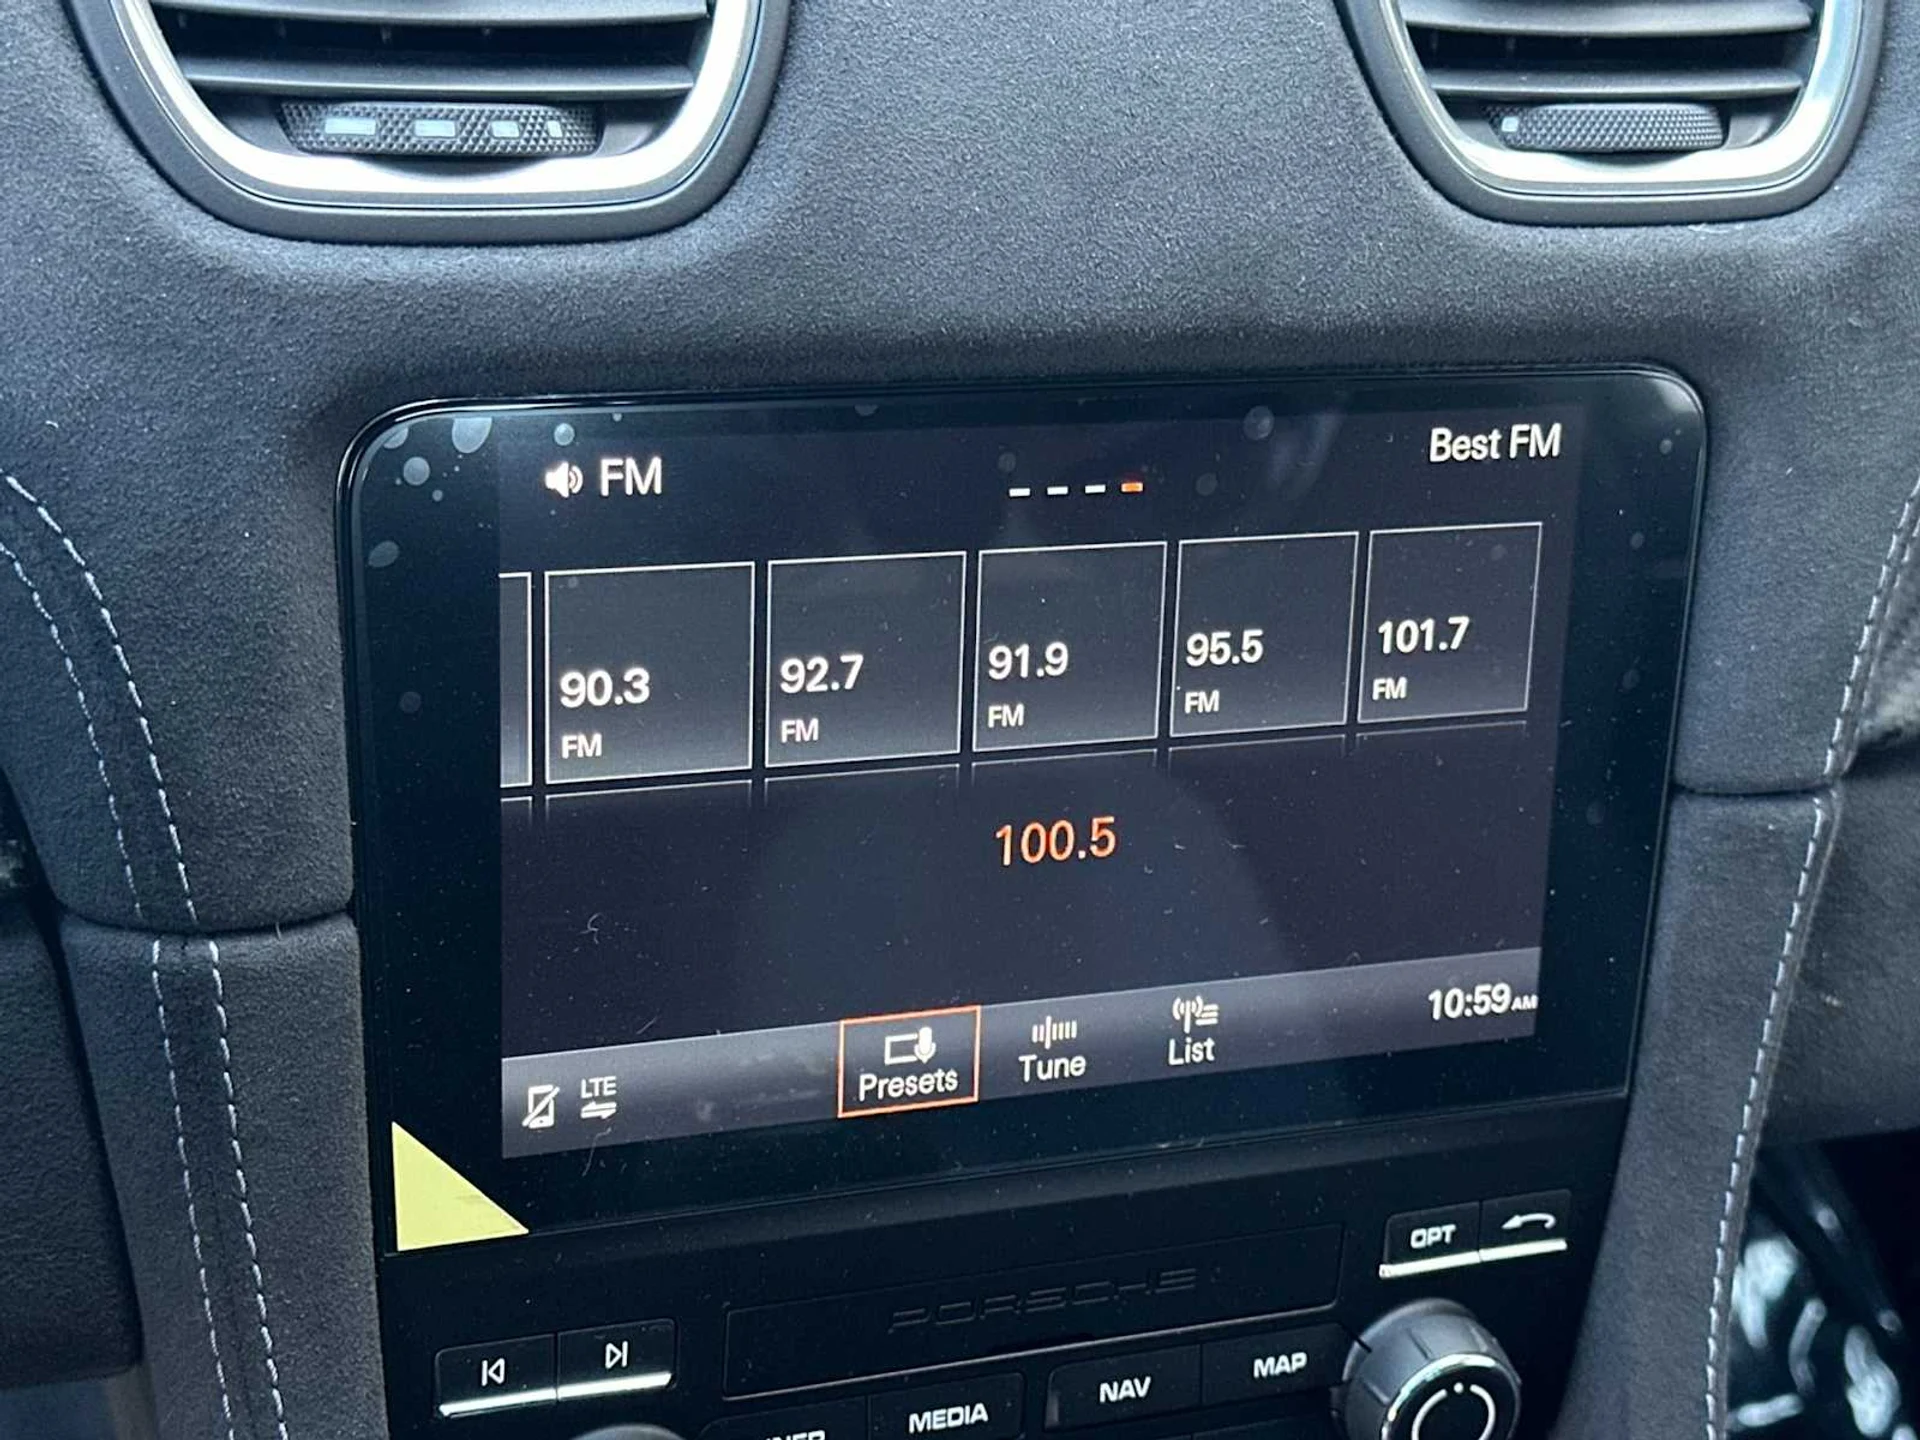 FM
Best FM
90.3
FM
92.7
FM
91.9
FM
95.5
FM
101.7
FM
100.5
LTE
Presets
Tune
List
10:59AM
OPT
PORSCHE
NAV
MAP
MEDIA